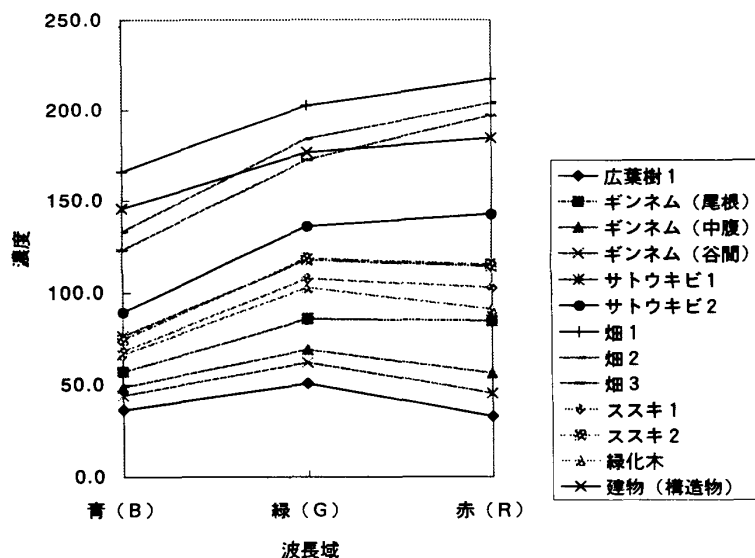 250.0
200.0
150.0
100.0
50.0
0.0
濃度
青（B）
緑（G）
赤（R）
波長域
広葉樹1
ギンネム（尾根）
ギンネム（中腹）
ギンネム（谷間）
サトウキビ1
サトウキビ2
畑1
畑2
畑3
ススキ1
ススキ2
緑化木
建物（構造物）